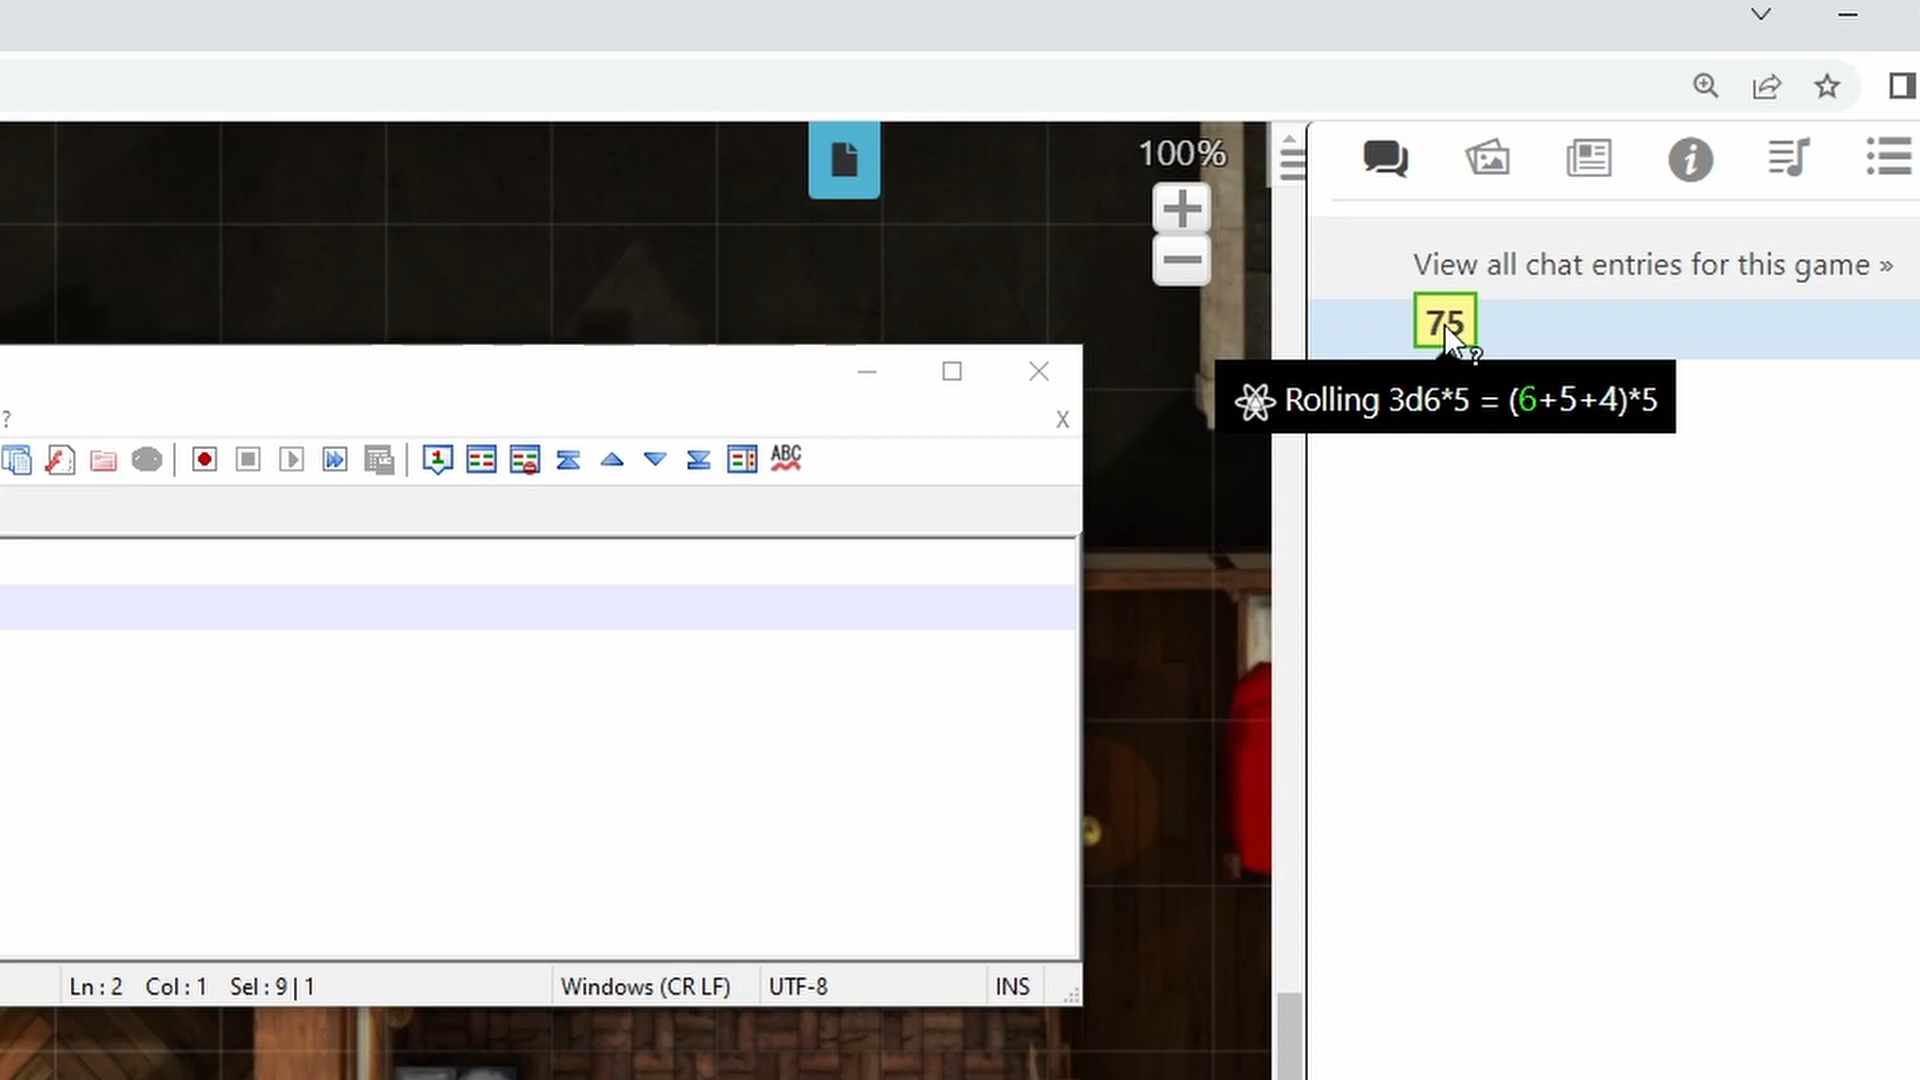 100%
View all chat entries for this game »
75
Rolling 3d6*5 = (6+5+4)*5
?
X
1
ABC
Ln : 2 Col : 1 Sel : 9 | 1
Windows (CR LF)
UTF-8
INS